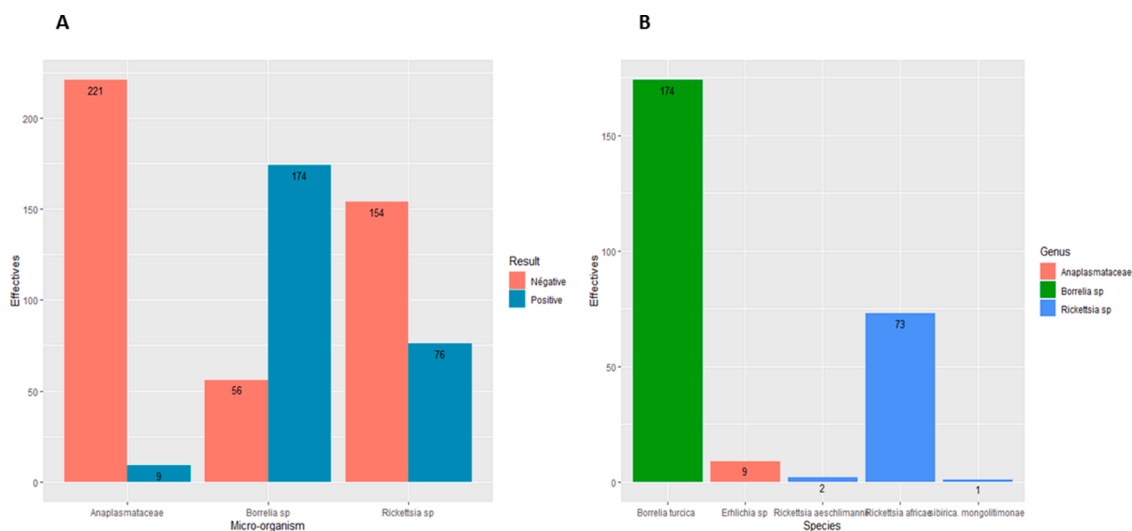 A
B
221
9
56
174
154
76
0
50
100
150
200
Effectives
Anaplasmataceae
Borrelia sp
Rickettsia sp
Micro-organism
Result
Négative
Positive
174
9
2
73
1
0
50
100
150
Effectives
Borrelia turcica
Erhlichia sp
Rickettsia aeschlimannii
Rickettsia africae
sibirica. mongolitimonae
Species
Genus
Anaplasmataceae
Borrelia sp
Rickettsia sp